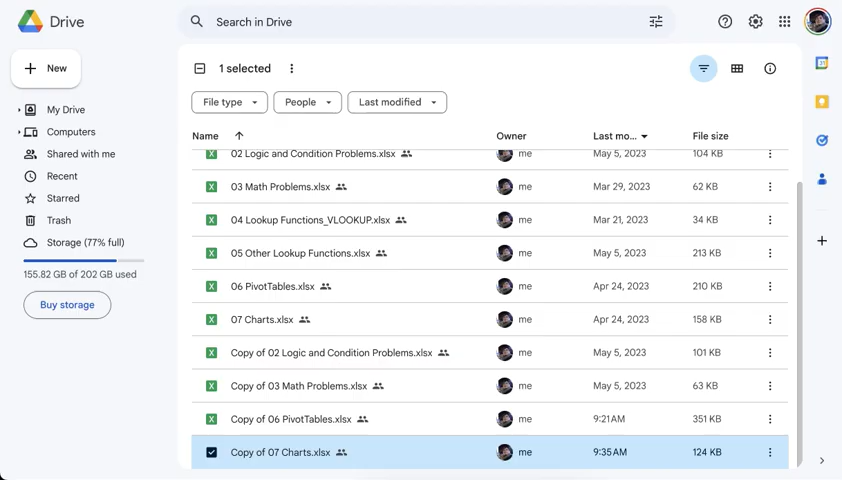 Drive
Search in Drive
New
1 selected
File type
People
Last modified
My Drive
Computers
Shared with me
Recent
Starred
Trash
Storage (77% full)
155.82 GB of 202 GB used
Buy storage
Name Owner Last mo... File size
02 Logic and Condition Problems.xlsx me May 5, 2023 104 KB
03 Math Problems.xlsx me Mar 29, 2023 62 KB
04 Lookup Functions_VLOOKUP.xlsx me Mar 21, 2023 34 KB
05 Other Lookup Functions.xlsx me May 5, 2023 213 KB
06 PivotTables.xlsx me Apr 24, 2023 210 KB
07 Charts.xlsx me Apr 24, 2023 158 KB
Copy of 02 Logic and Condition Problems.xlsx me May 5, 2023 101 KB
Copy of 03 Math Problems.xlsx me May 5, 2023 63 KB
Copy of 06 PivotTables.xlsx me 9:21 AM 351 KB
Copy of 07 Charts.xlsx me 9:35 AM 124 KB
31